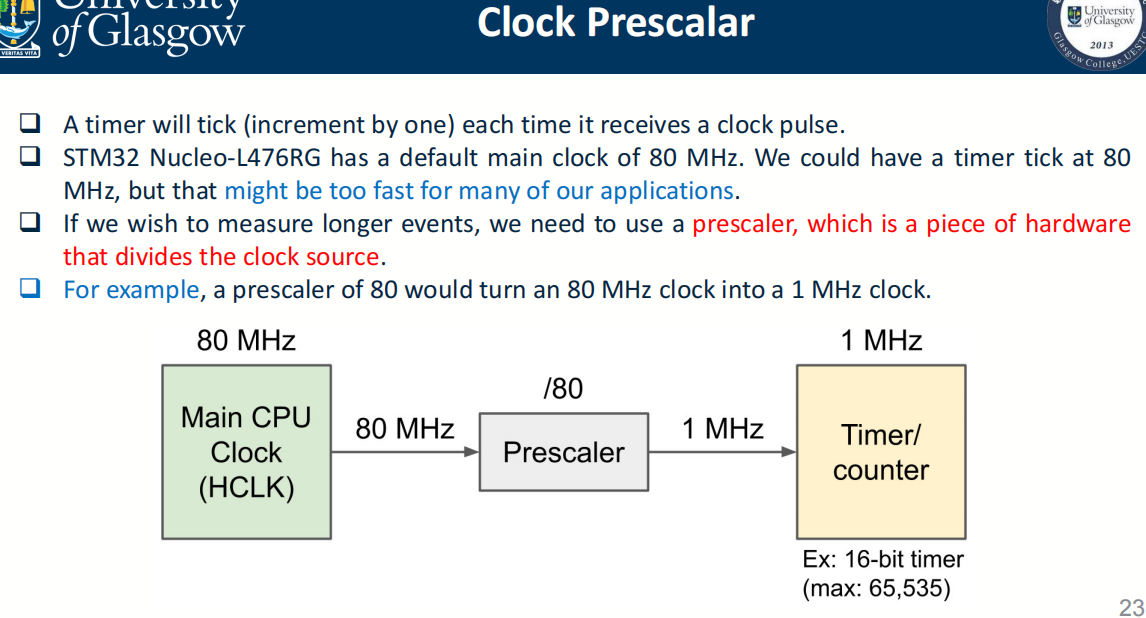 University
of Glasgow
VERITAS VITA
Clock Prescalar
University
of Glasgow
2013
Glasgow College, UESTC
❑ A timer will tick (increment by one) each time it receives a clock pulse.
❑ STM32 Nucleo-L476RG has a default main clock of 80 MHz. We could have a timer tick at 80
MHz, but that might be too fast for many of our applications.
❑ If we wish to measure longer events, we need to use a prescaler, which is a piece of hardware
that divides the clock source.
❑ For example, a prescaler of 80 would turn an 80 MHz clock into a 1 MHz clock.
80 MHz
Main CPU
Clock
(HCLK)
80 MHz
/80
Prescaler
1 MHz
1 MHz
Timer/
counter
Ex: 16-bit timer
(max: 65,535)
23